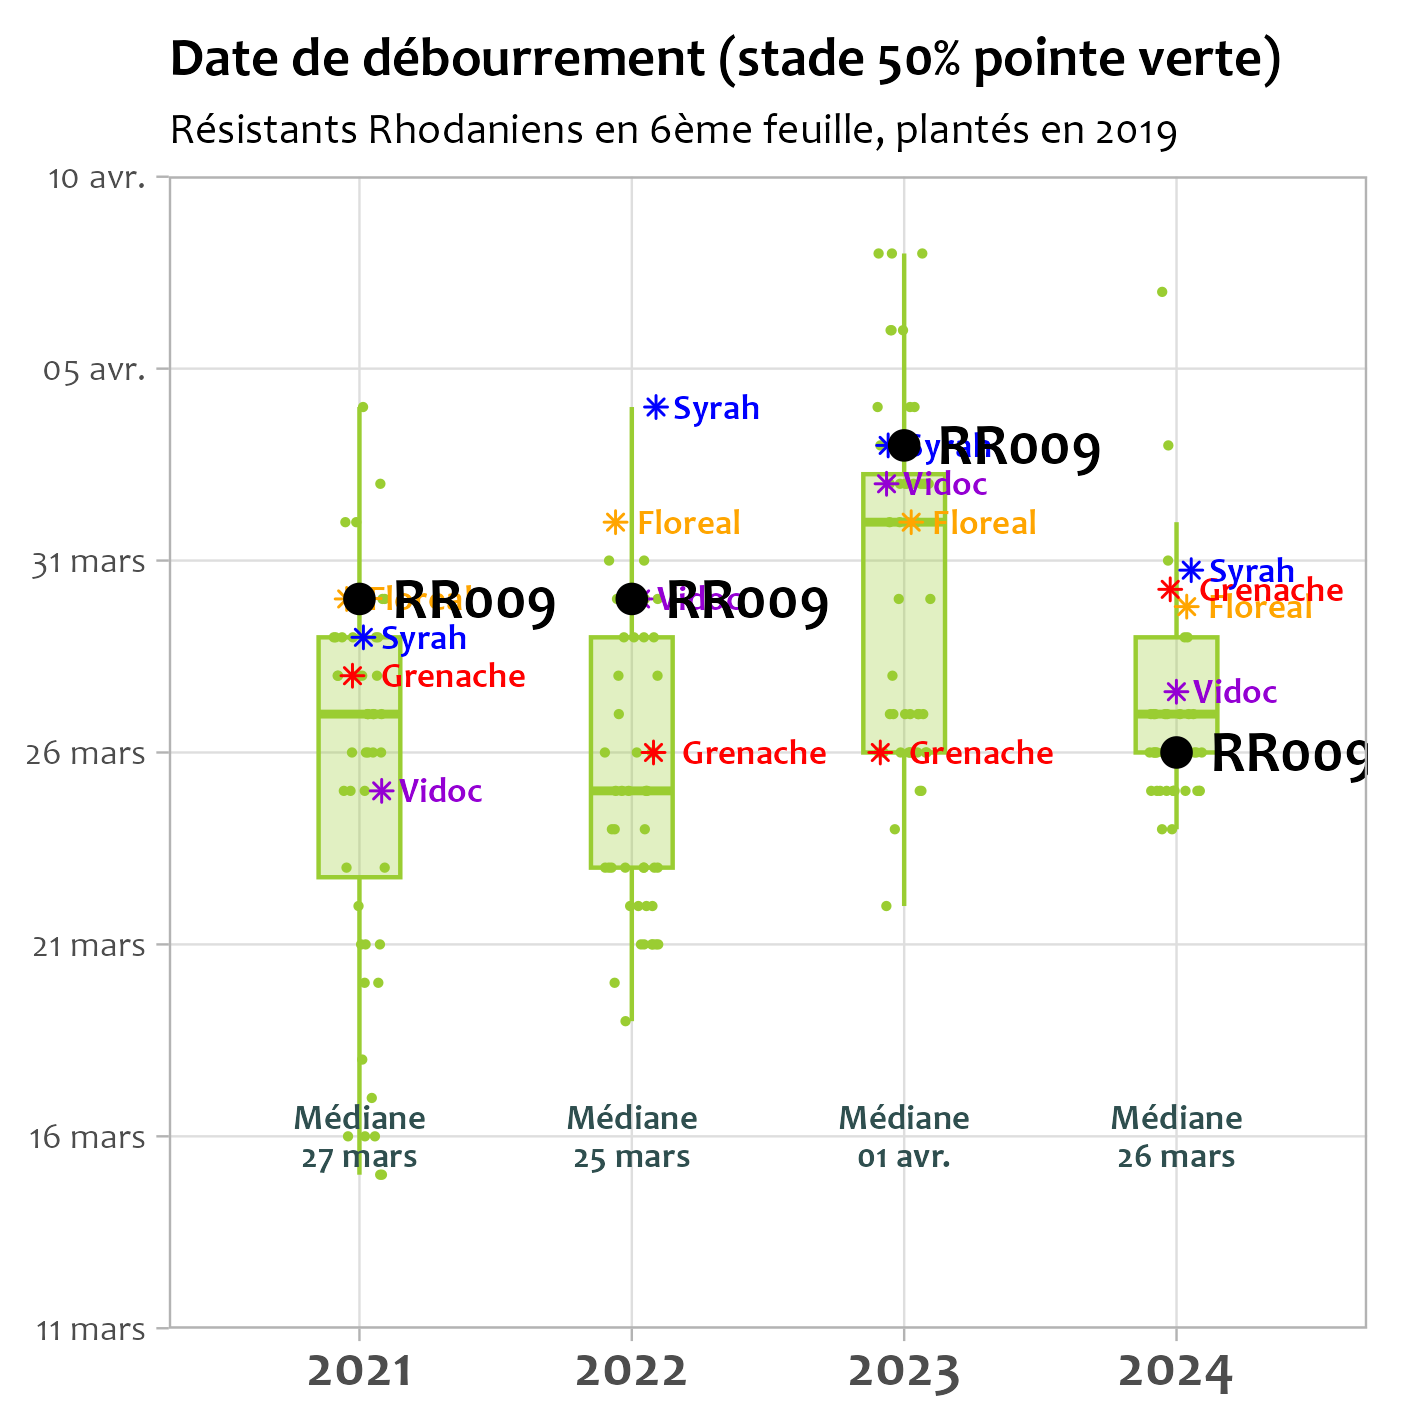 Date de débourrement (stade 50% pointe verte)
Résistants Rhodaniens en 6ème feuille, plantés en 2019
10 avr.
05 avr.
31 mars
26 mars
21 mars
16 mars
11 mars
Floreal
RR009
Syrah
Grenache
Vidoc
Médiane
27 mars
Syrah
Floreal
Vidoc
RR009
Grenache
Médiane
25 mars
Syrah
RR009
Vidoc
Floreal
Grenache
Médiane
01 avr.
Syrah
Grenache
Floreal
Vidoc
RR009
Médiane
26 mars
2021
2022
2023
2024